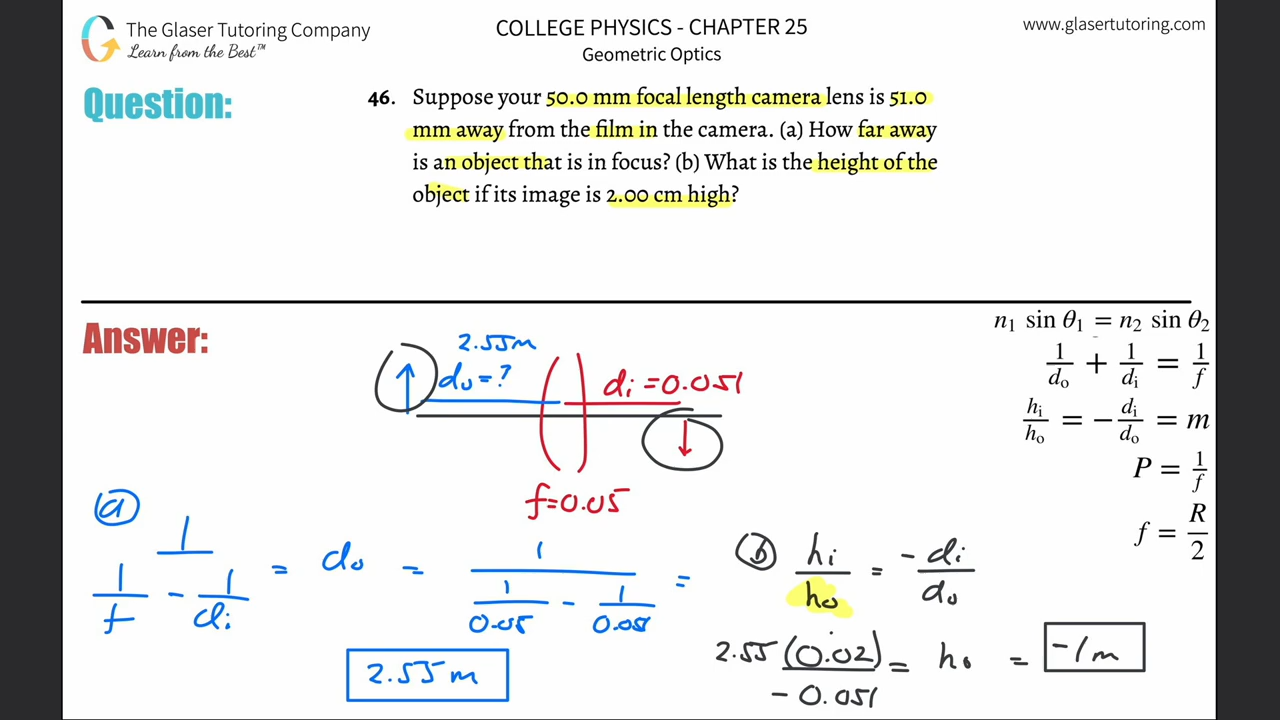 The Glaser Tutoring Company
Learn from the Best™
COLLEGE PHYSICS - CHAPTER 25
Geometric Optics
www.glasertutoring.com
Question:
46. Suppose your 50.0 mm focal length camera lens is 51.0
mm away from the film in the camera. (a) How far away
is an object that is in focus? (b) What is the height of the
object if its image is 2.00 cm high?
Answer:
2.55m
do = ?
di = 0.051
f = 0.05
n₁ sin θ₁ = n₂ sin θ₂
1/do + 1/di = 1/f
hi/ho = − di/do = m
P = 1/f
f = R/2
(a)
1 / (1/f − 1/di) = do = 1 / (1/0.05 − 1/0.051) =
2.55 m
(b) hi/ho = −di/do
2.55 (0.02) / −0.051 = ho = −1 m